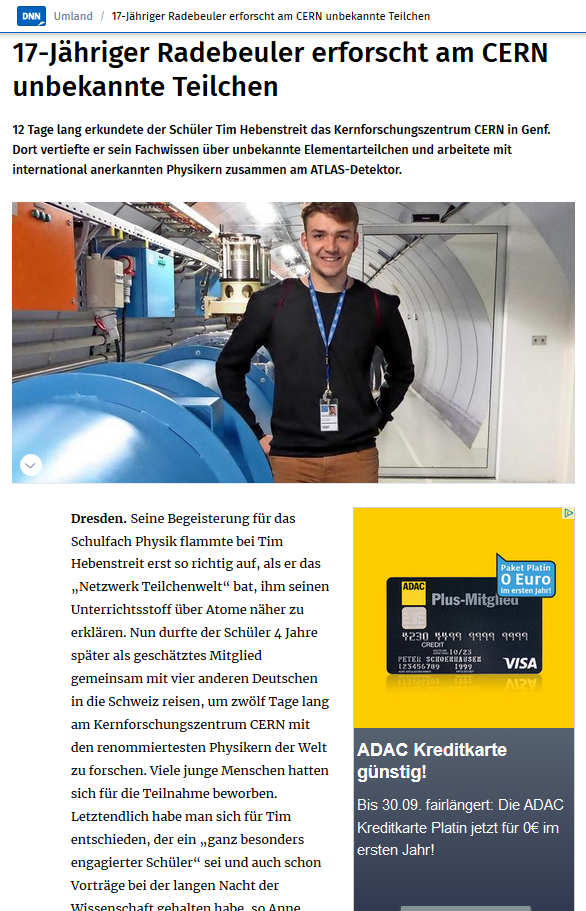 DNN Umland / 17-Jähriger Radebeuler erforscht am CERN unbekannte Teilchen
17-Jähriger Radebeuler erforscht am CERN
unbekannte Teilchen
12 Tage lang erkundete der Schüler Tim Hebenstreit das Kernforschungszentrum CERN in Genf.
Dort vertiefte er sein Fachwissen über unbekannte Elementarteilchen und arbeitete mit
international anerkannten Physikern zusammen am ATLAS-Detektor.
Dresden. Seine Begeisterung für das
Schulfach Physik flammte bei Tim
Hebenstreit erst so richtig auf, als er das
„Netzwerk Teilchenwelt“ bat, ihm seinen
Unterrichtsstoff über Atome näher zu
erklären. Nun durfte der Schüler 4 Jahre
später als geschätztes Mitglied
gemeinsam mit vier anderen Deutschen
in die Schweiz reisen, um zwölf Tage lang
am Kernforschungszentrum CERN mit
den renommiertesten Physikern der Welt
zu forschen. Viele junge Menschen hatten
sich für die Teilnahme beworben.
Letztendlich habe man sich für Tim
entschieden, der ein „ganz besonders
engagierter Schüler“ sei und auch schon
Vorträge bei der langen Nacht der
Wissenschaft gehalten habe, so Anne
Paket Platin
0 Euro
im ersten Jahr!
ADAC
Plus-Mitglied
4230 4499 9999 9999
CREDIT
10/23
PETER SCHOENHAUSEN
123456789 1999
VISA
ADAC Kreditkarte
günstig!
Bis 30.09. fairlängert: Die ADAC
Kreditkarte Platin jetzt für 0€ im
ersten Jahr!